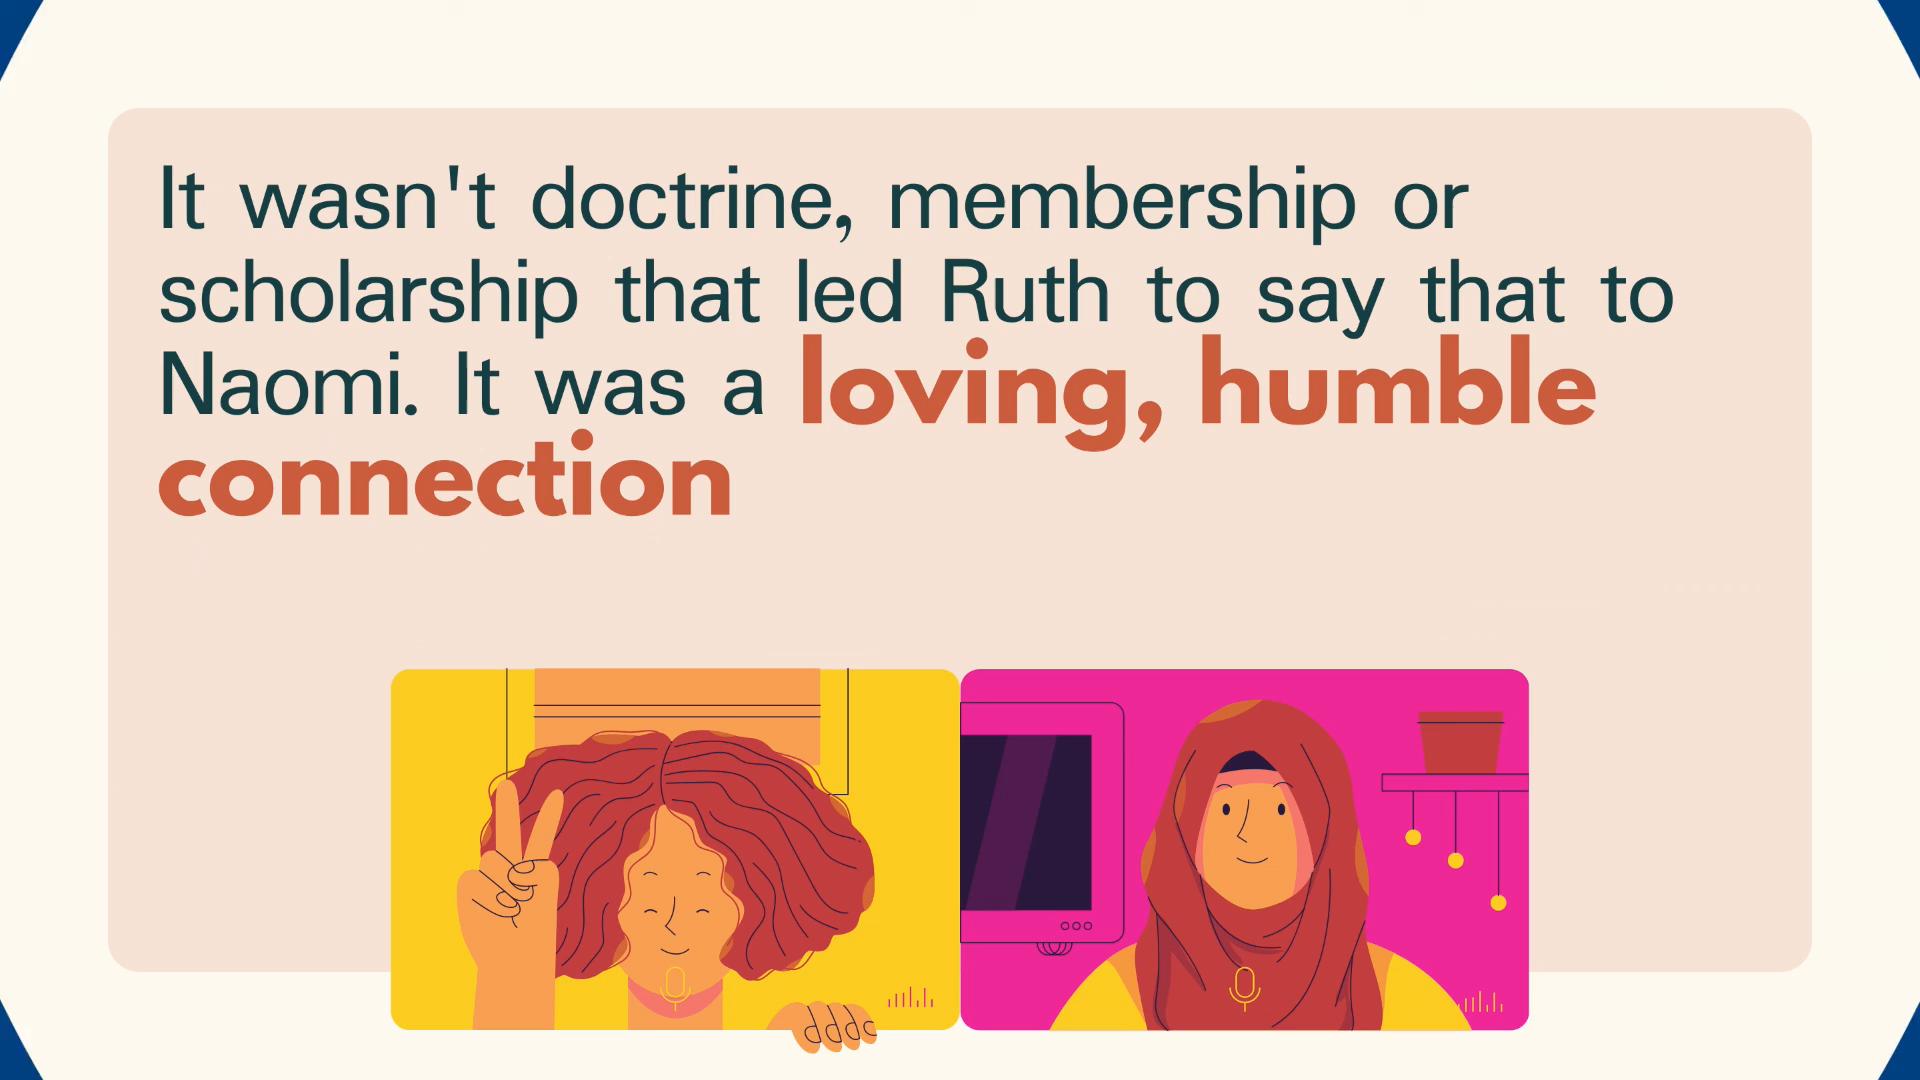 It wasn't doctrine, membership or
scholarship that led Ruth to say that to
Naomi. It was a loving, humble
connection